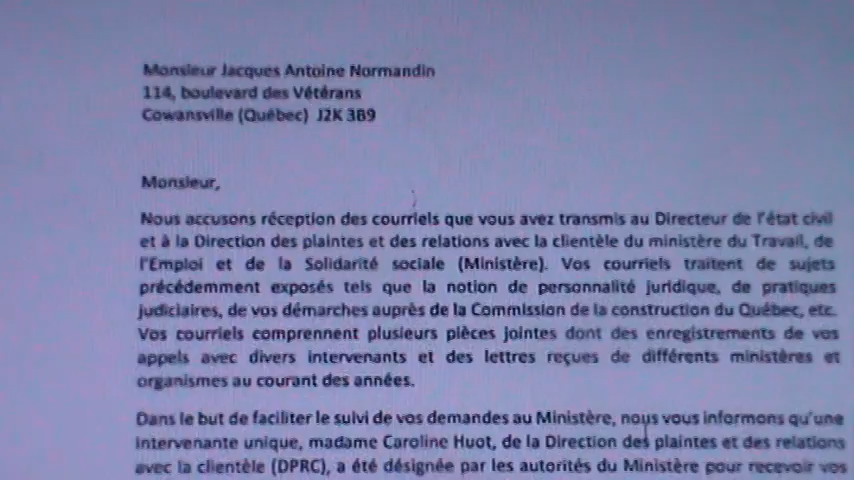 Monsieur Jacques Antoine Normandin
114, boulevard des Vétérans
Cowansville (Québec) J2K 3B9
Monsieur,
Nous accusons réception des courriels que vous avez transmis au Directeur de l'état civil
et à la Direction des plaintes et des relations avec la clientèle du ministère du Travail, de
l'Emploi et de la Solidarité sociale (Ministère). Vos courriels traitent de sujets
précédemment exposés tels que la notion de personnalité juridique, de pratiques
judiciaires, de vos démarches auprès de la Commission de la construction du Québec, etc.
Vos courriels comprennent plusieurs pièces jointes dont des enregistrements de vos
appels avec divers intervenants et des lettres reçues de différents ministères et
organismes au courant des années.
Dans le but de faciliter le suivi de vos demandes au Ministère, nous vous informons qu'une
intervenante unique, madame Caroline Huot, de la Direction des plaintes et des relations
avec la clientèle (DPRC), a été désignée par les autorités du Ministère pour recevoir vos